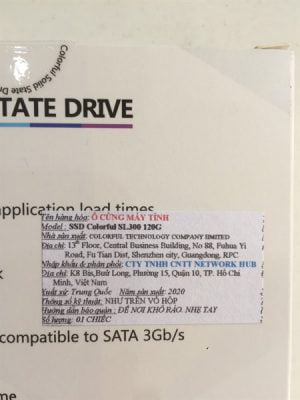 Colorful Solid State Dr
TATE DRIVE
application load times
Tên hàng hóa: Ổ CỨNG MÁY TÍNH
Model : SSD Colorful SL300 120G
Nhà sản xuất: COLORFUL TECHNOLOGY COMPANY LIMITED
Địa chỉ: 13th Floor, Central Business Building, No 88, Fuhua Yi
Road, Fu Tian Dist, Shenzhen city, Guangdong, RPC
Nhập khẩu & phân phối: CTY TNHH CNTT NETWORK HUB
Địa chỉ: K8 Bis, Bửu Long, Phường 15, Quận 10, TP. Hồ Chí
Minh, Việt Nam
Xuất xứ: Trung Quốc Năm sản xuất: 2020
Thông số kỹ thuật: NHƯ TRÊN VỎ HỘP
Hướng dẫn bảo quản : ĐỂ NƠI KHÔ RÁO. NHẸ TAY
Số lượng: 01 CHIẾC
k
compatible to SATA 3Gb/s
me